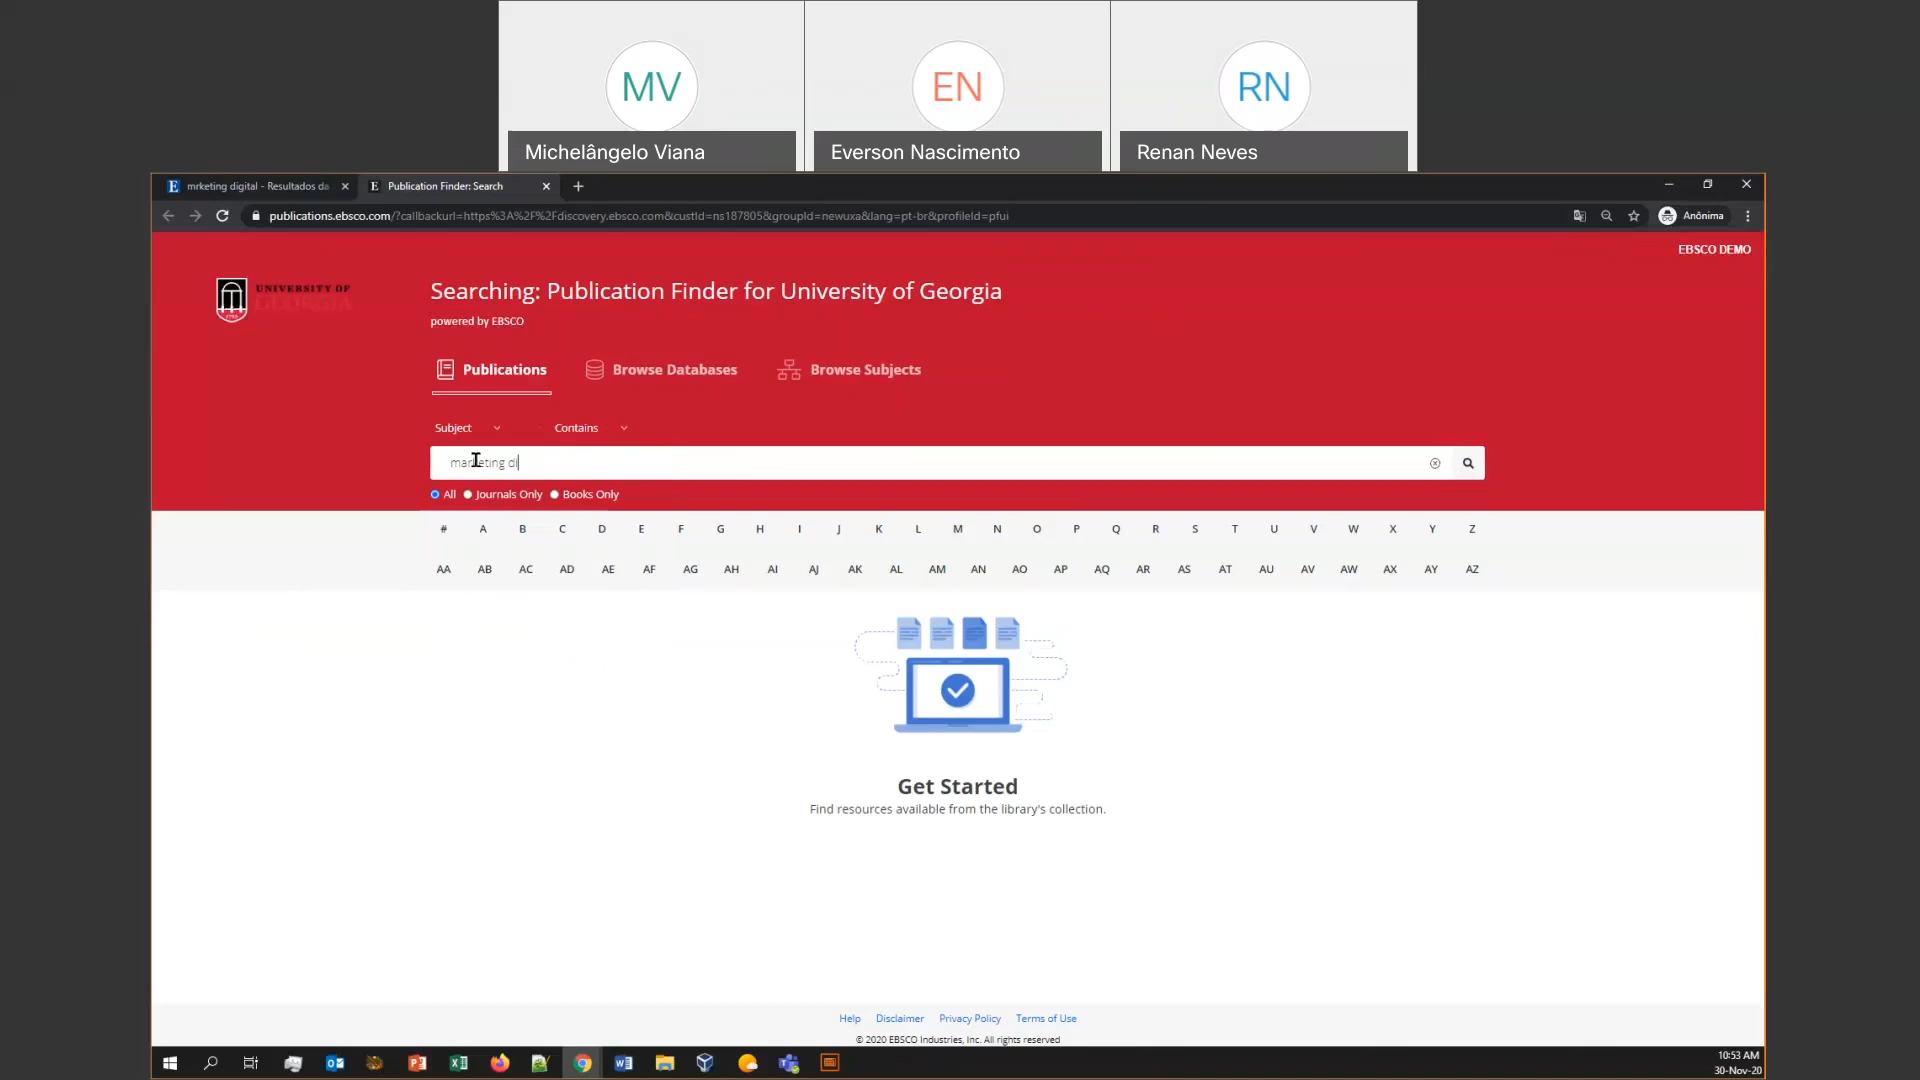 MV
EN
RN
Michelângelo Viana
Everson Nascimento
Renan Neves
mrketing digital - Resultados da
Publication Finder: Search
publications.ebsco.com/?callbackurl=https%3A%2F%2Fdiscovery.ebsco.com&custId=ns187805&groupId=newuxa&lang=pt-br&profileId=pfui
Anônima
EBSCO DEMO
UNIVERSITY OF
GEORGIA
Searching: Publication Finder for University of Georgia
powered by EBSCO
Publications
Browse Databases
Browse Subjects
Subject
Contains
marketing di
All
Journals Only
Books Only
# A B C D E F G H I J K L M N O P Q R S T U V W X Y Z
AA AB AC AD AE AF AG AH AI AJ AK AL AM AN AO AP AQ AR AS AT AU AV AW AX AY AZ
Get Started
Find resources available from the library's collection.
Help Disclaimer Privacy Policy Terms of Use
© 2020 EBSCO Industries, Inc. All rights reserved
10:53 AM
30-Nov-20